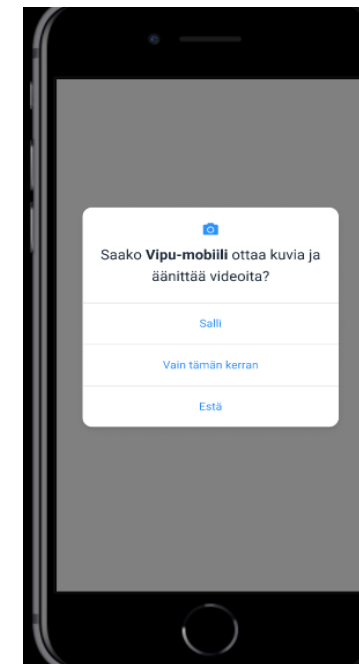 Saako Vipu-mobiili ottaa kuvia ja
äänittää videoita?
Salli
Vain tämän kerran
Estä